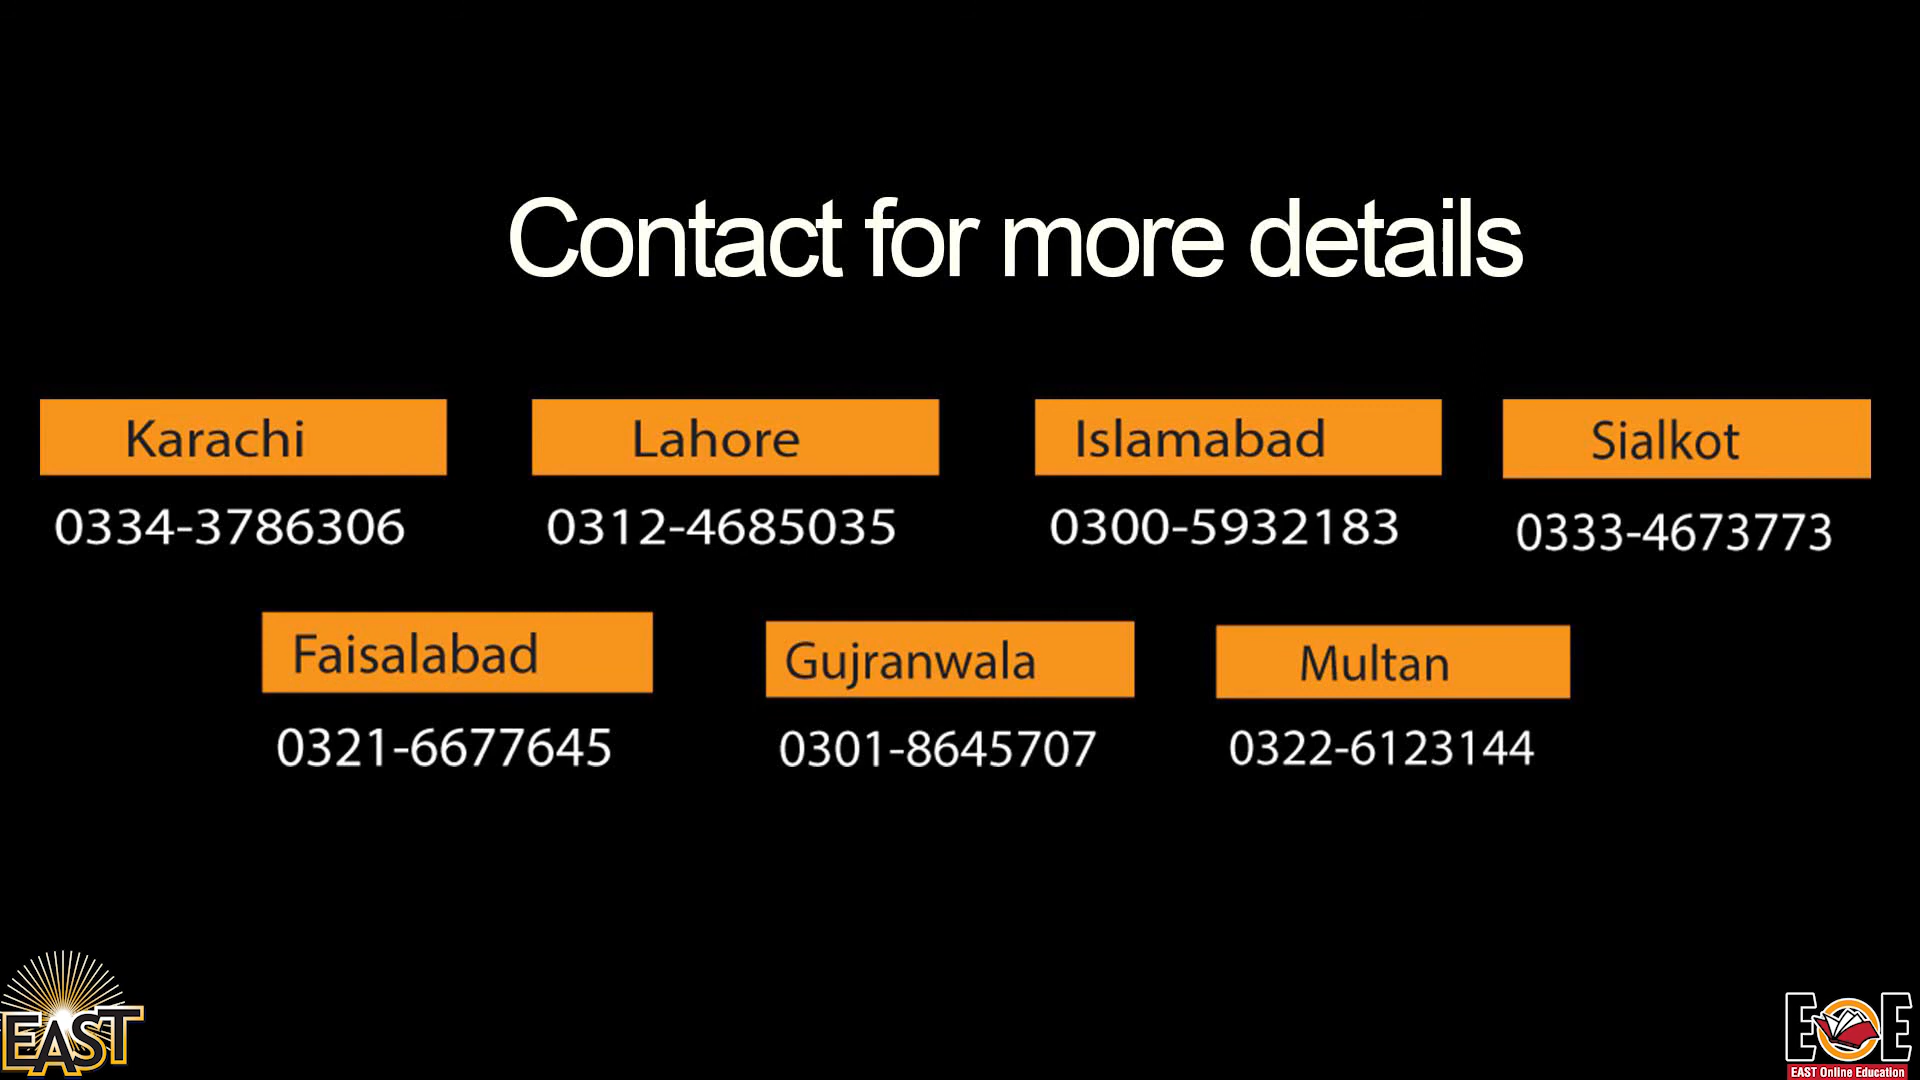 Contact for more details
Karachi Lahore Islamabad Sialkot
0334-3786306 0312-4685035 0300-5932183 0333-4673773
Faisalabad Gujranwala Multan
0321-6677645 0301-8645707 0322-6123144
EAST
EOE
EAST Online Education